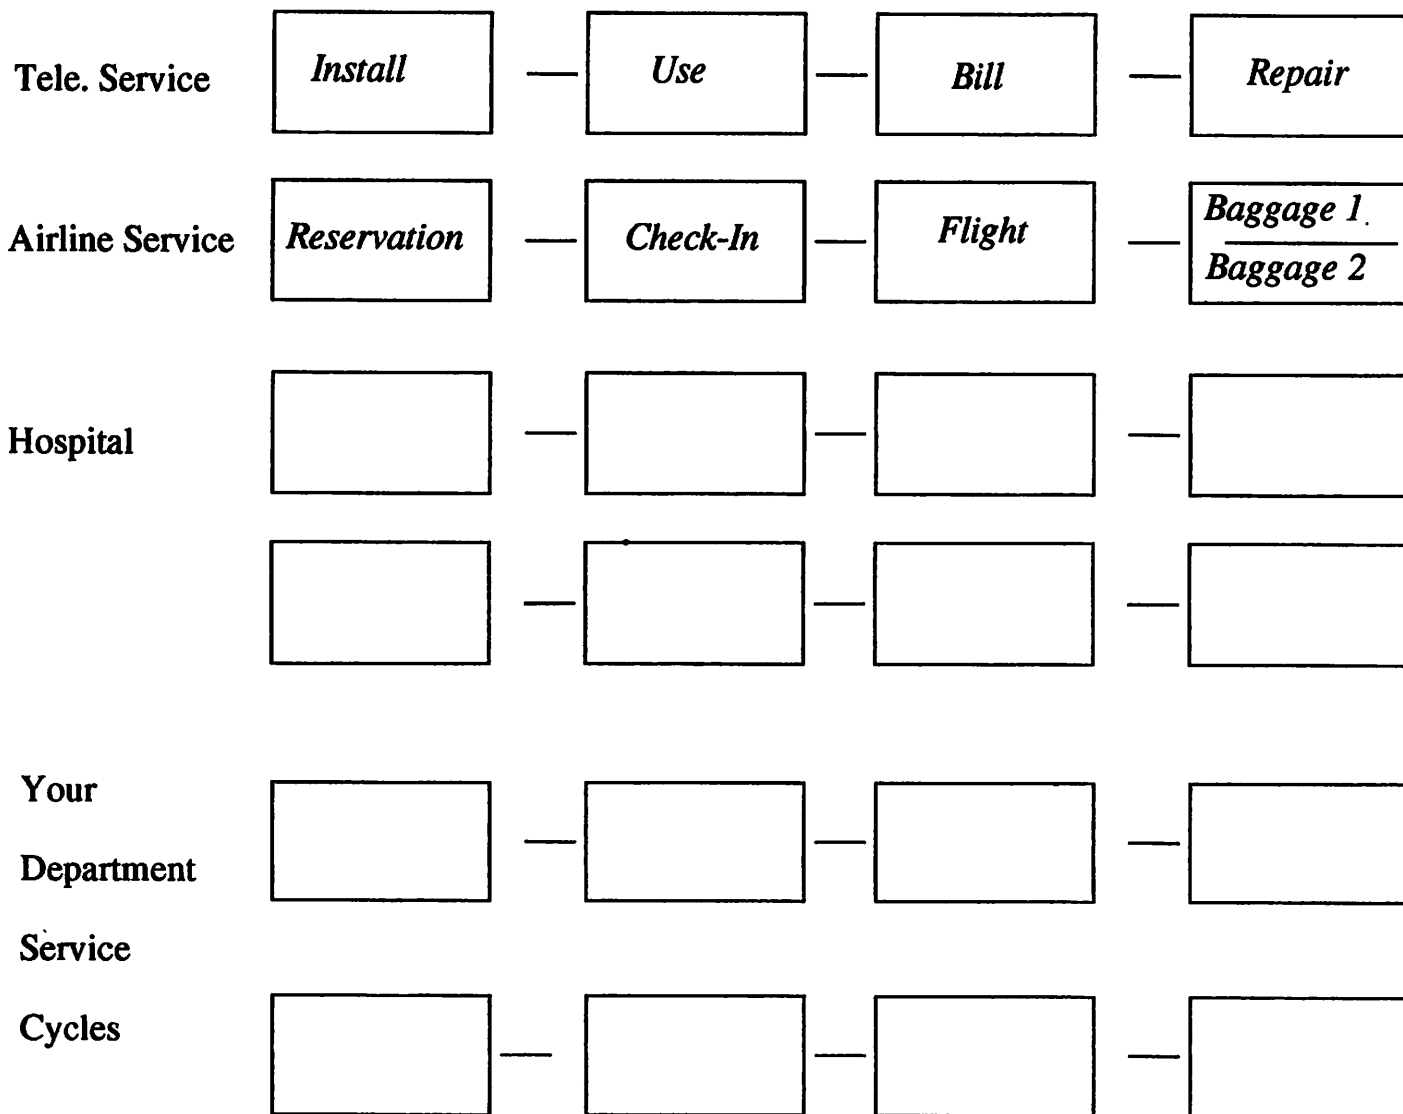 Tele. Service Install Use Bill Repair
Airline Service Reservation Check-In Flight Baggage 1.
Baggage 2
Hospital
Your
Department
Service
Cycles